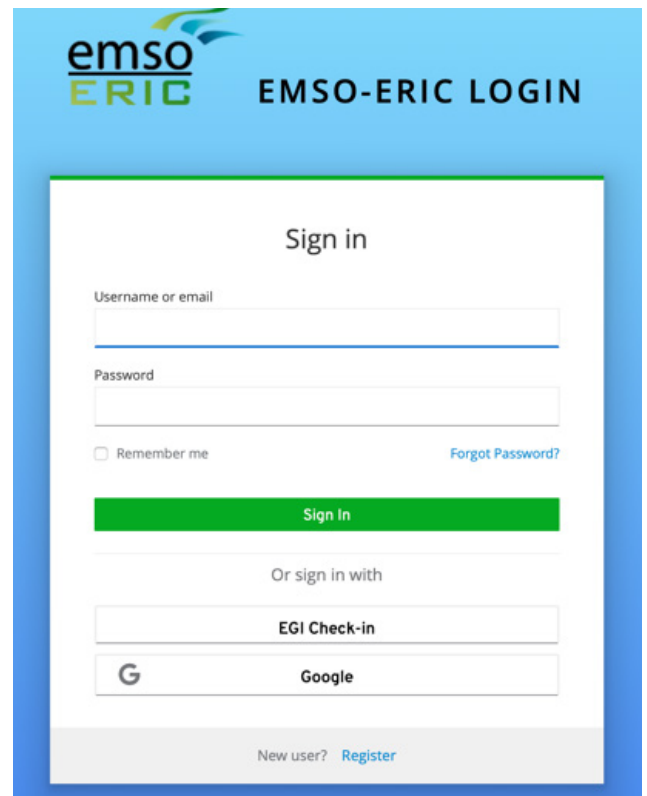 emso
ERIC
EMSO-ERIC LOGIN
Sign in
Username or email
Password
Remember me
Forgot Password?
Sign In
Or sign in with
EGI Check-in
G
Google
New user? Register